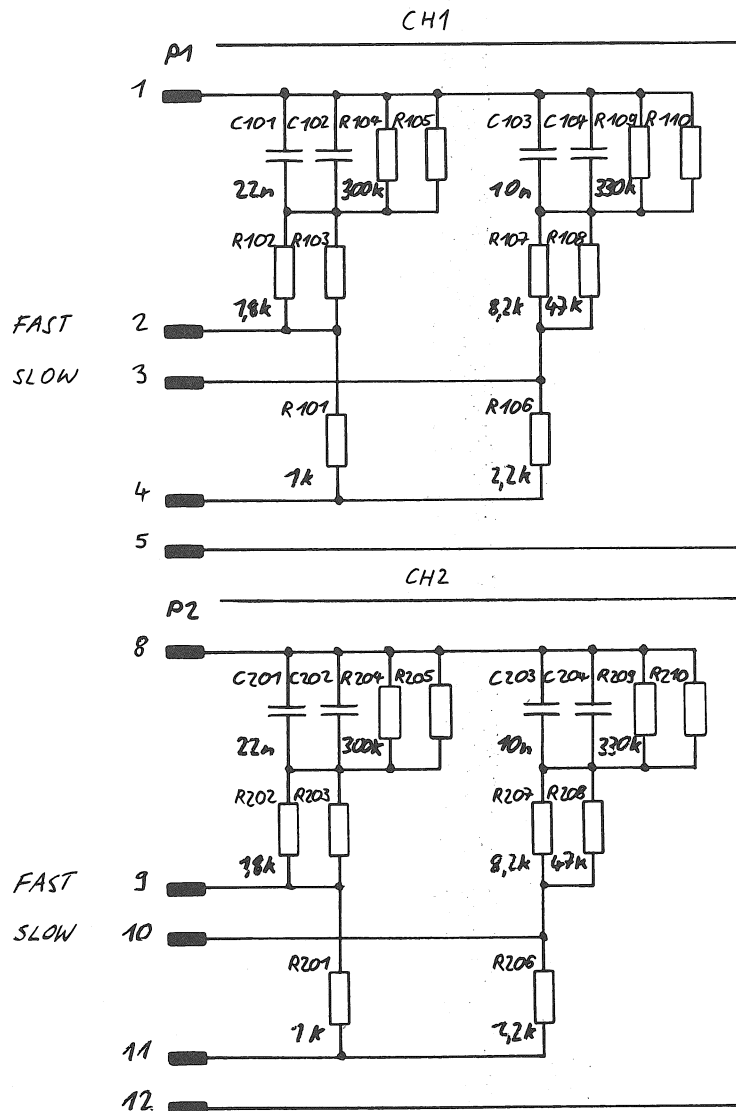 CH1
P1
1
C101 C102 R104 R105 C103 C104 R109 R110
22n 300k 10n 330k
R102 R103 R107 R108
1,8k 8,2k 47k
FAST 2
SLOW 3
R101 R106
1k 2,2k
4
5
CH2
P2
8
C201 C202 R204 R205 C203 C204 R209 R210
22n 300k 10n 330k
R202 R203 R207 R208
1,8k 8,2k 47k
FAST 9
SLOW 10
R201 R206
1k 2,2k
11
12